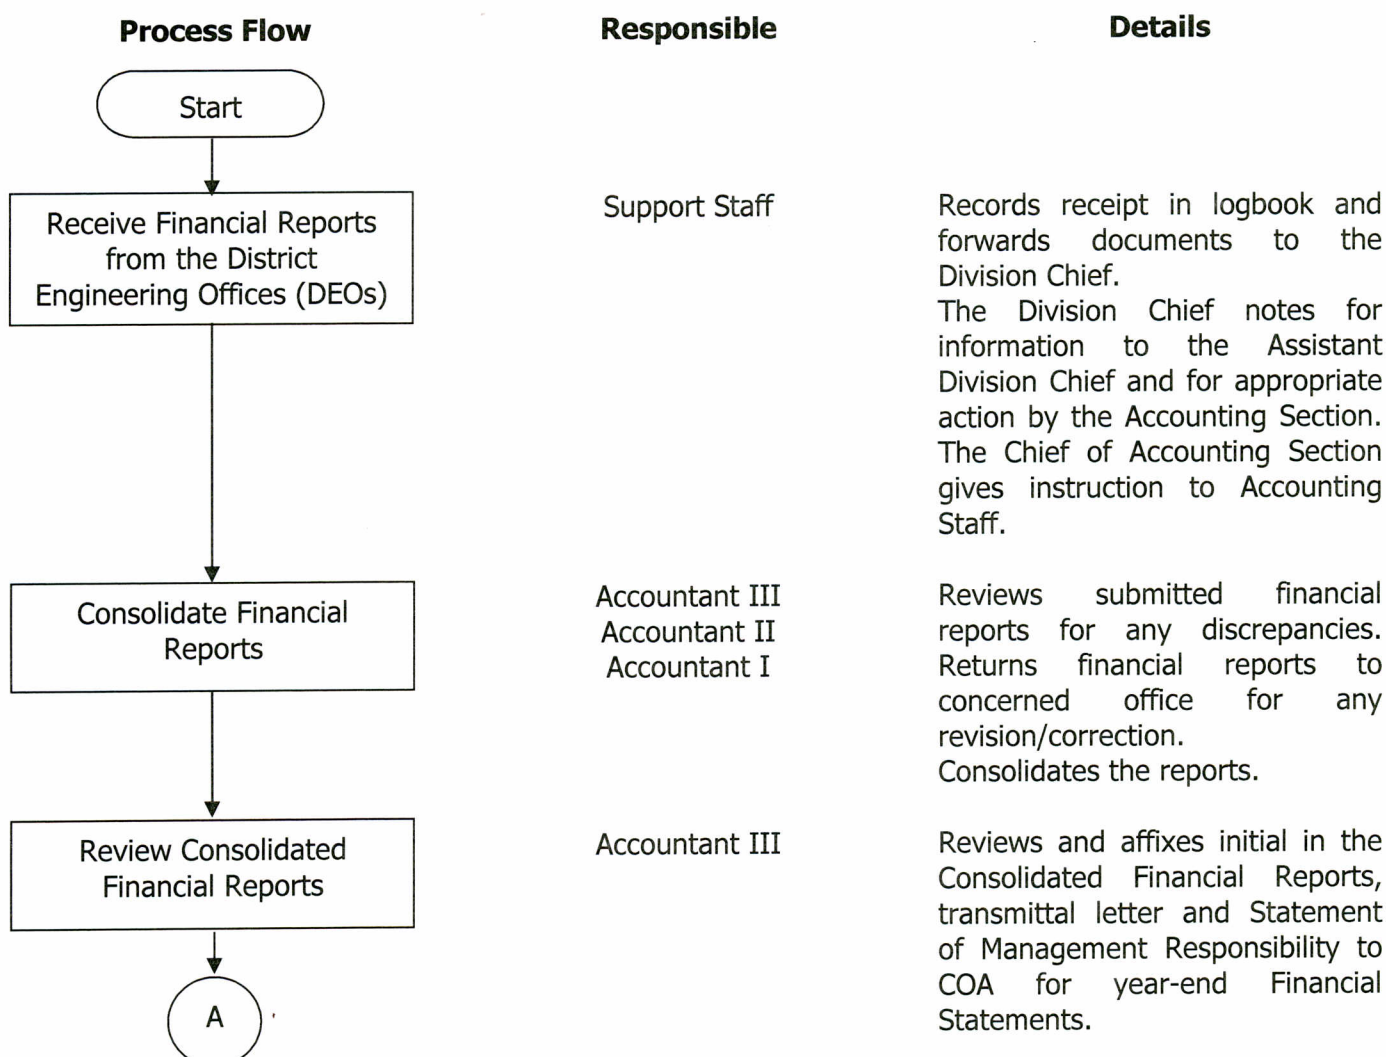 Process Flow
Responsible
Details
Start
Receive Financial Reports
from the District
Engineering Offices (DEOs)
Support Staff
Records receipt in logbook and
forwards documents to the
Division Chief.
The Division Chief notes for
information to the Assistant
Division Chief and for appropriate
action by the Accounting Section.
The Chief of Accounting Section
gives instruction to Accounting
Staff.
Consolidate Financial
Reports
Accountant III
Accountant II
Accountant I
Reviews submitted financial
reports for any discrepancies.
Returns financial reports to
concerned office for any
revision/correction.
Consolidates the reports.
Review Consolidated
Financial Reports
Accountant III
Reviews and affixes initial in the
Consolidated Financial Reports,
transmittal letter and Statement
of Management Responsibility to
COA for year-end Financial
Statements.
A